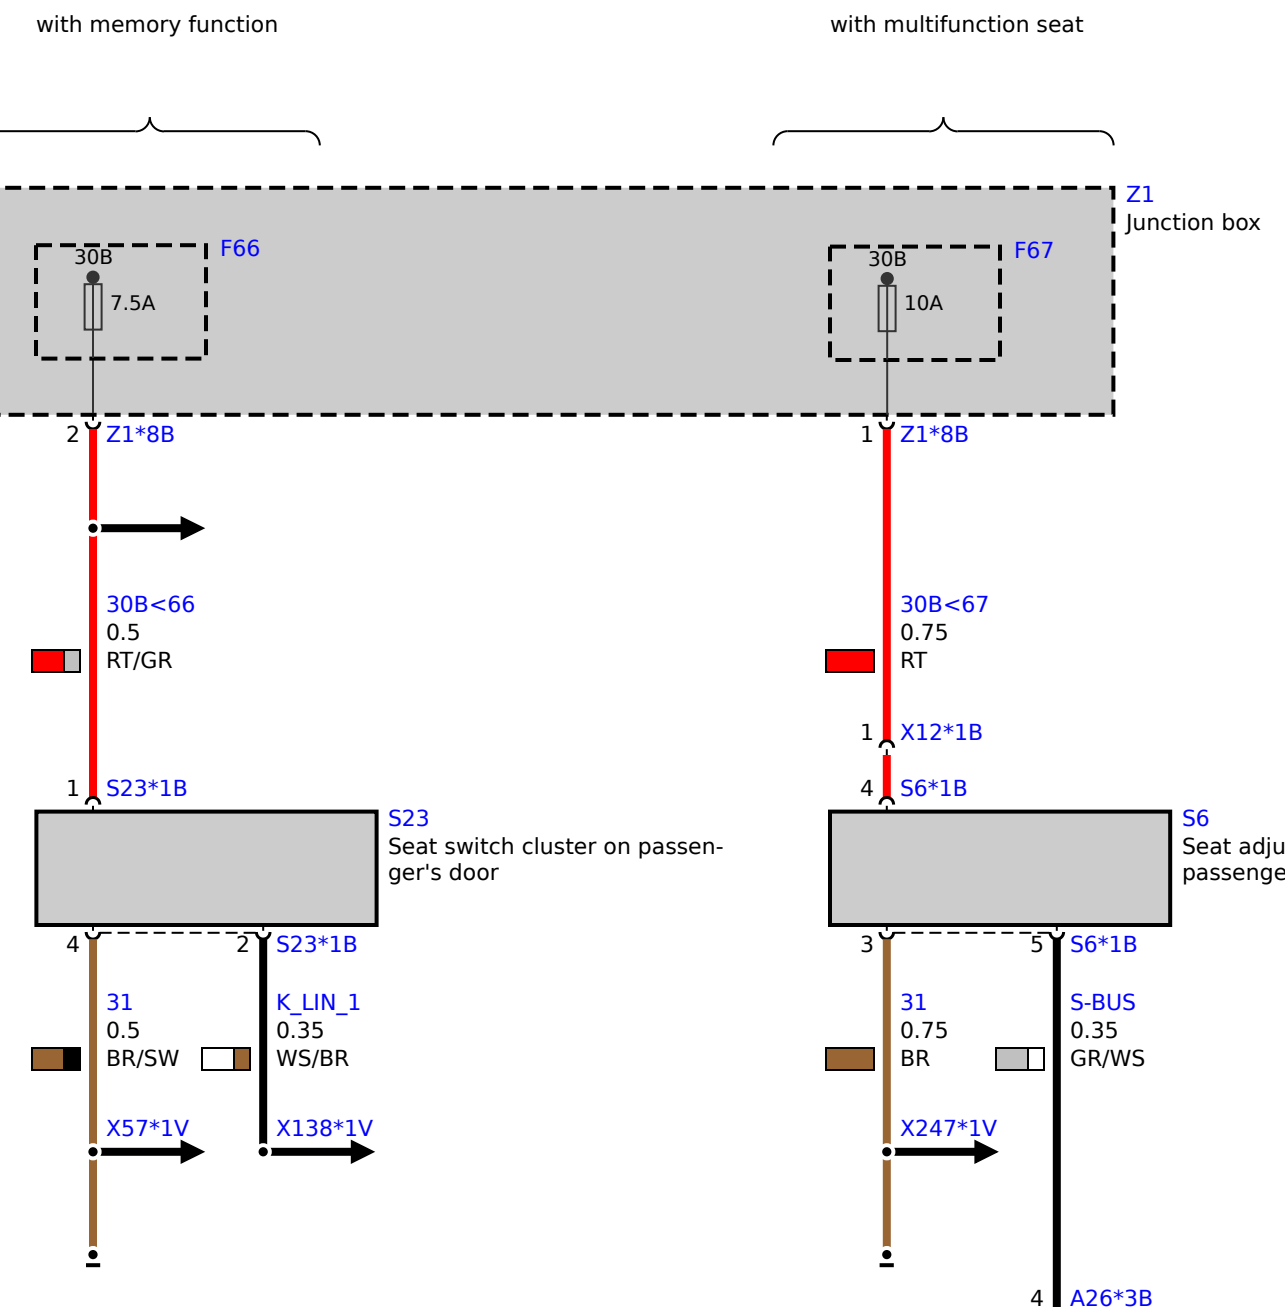 with memory function
with multifunction seat
Z1
Junction box
F66
30B
7.5A
F67
30B
10A
2 Z1*8B
1 Z1*8B
30B<66
0.5
RT/GR
30B<67
0.75
RT
1 X12*1B
1 S23*1B
4 S6*1B
S23
Seat switch cluster on passen-
ger's door
S6
Seat adju
passenge
4
2 S23*1B
3
5 S6*1B
31
0.5
BR/SW
K_LIN_1
0.35
WS/BR
31
0.75
BR
S-BUS
0.35
GR/WS
X57*1V
X138*1V
X247*1V
4 A26*3B